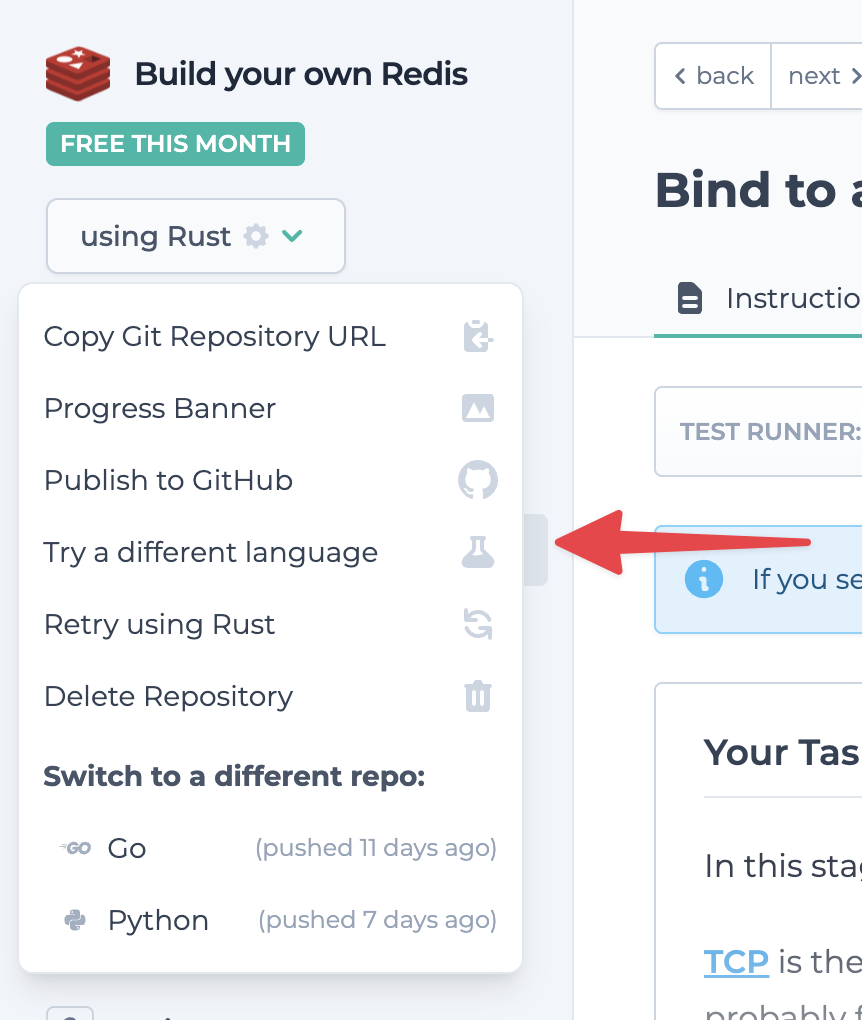 Build your own Redis
FREE THIS MONTH
using Rust
Copy Git Repository URL
Progress Banner
Publish to GitHub
Try a different language
Retry using Rust
Delete Repository
Switch to a different repo:
GO Go (pushed 11 days ago)
Python (pushed 7 days ago)
back next
Bind to a
Instructio
TEST RUNNER:
i If you se
Your Tas
In this stag
TCP is the
probably f